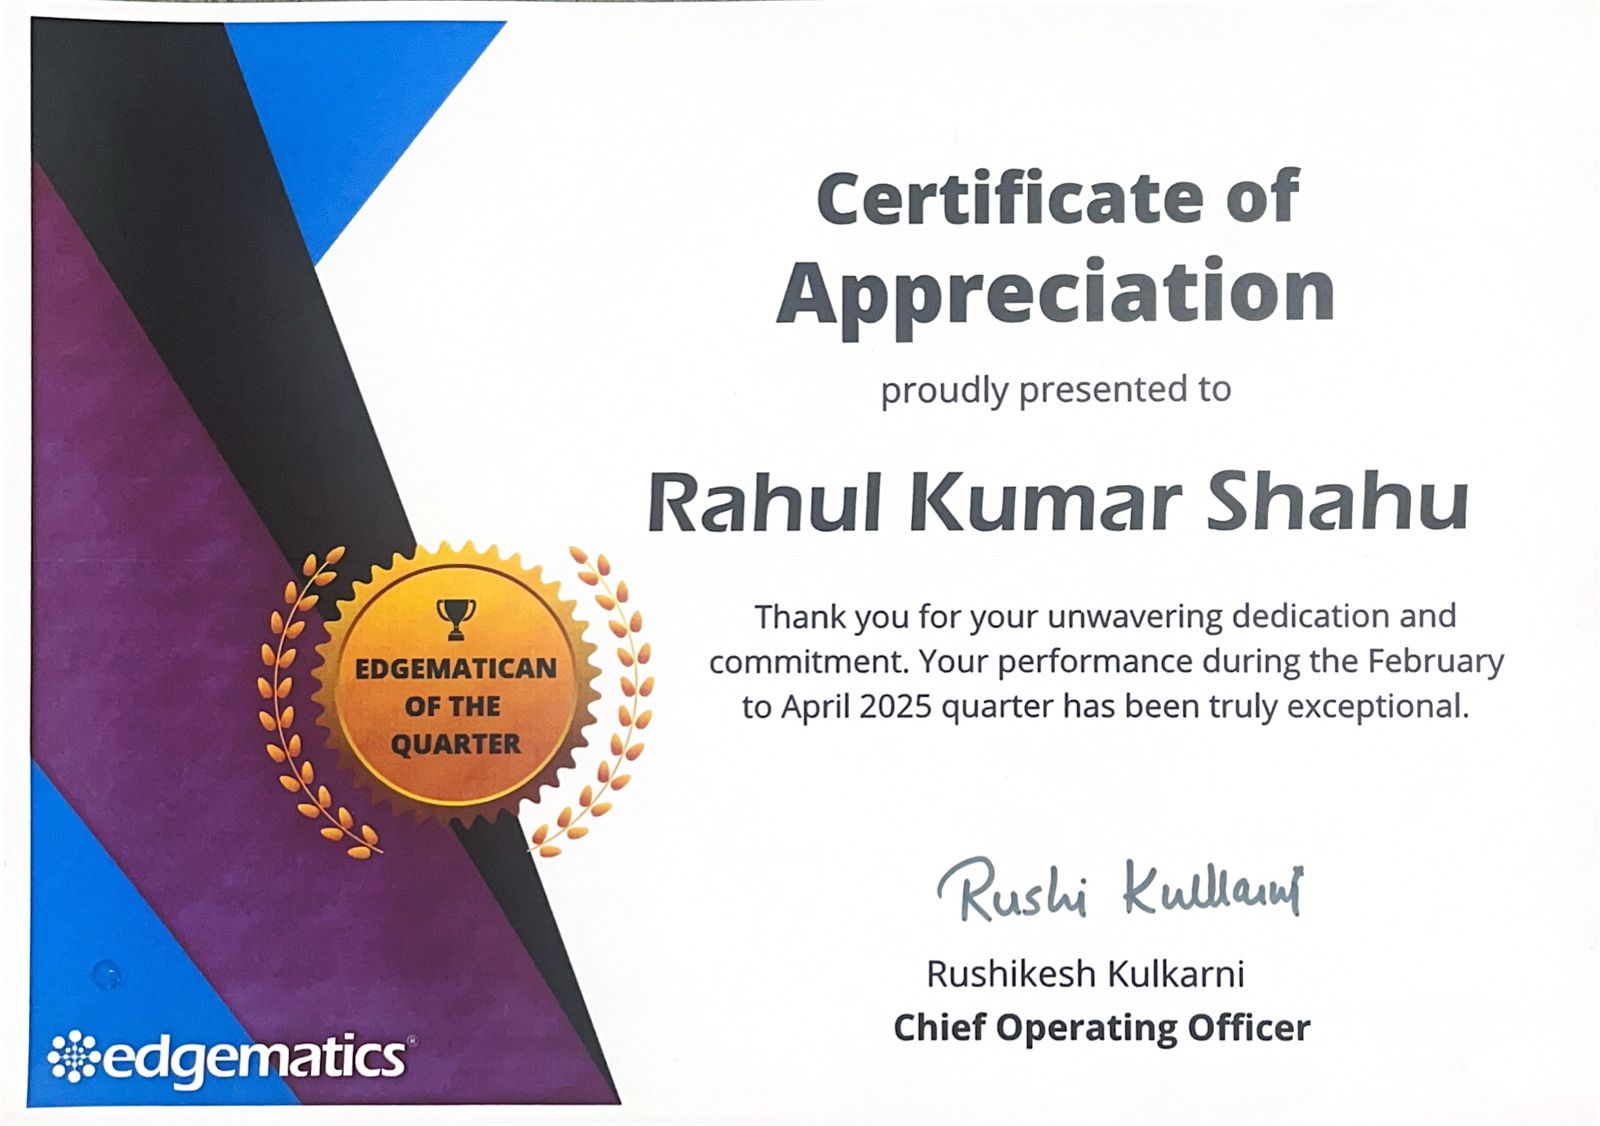 Certificate of
Appreciation
proudly presented to
Rahul Kumar Shahu
Thank you for your unwavering dedication and
commitment. Your performance during the February
to April 2025 quarter has been truly exceptional.
EDGEMATICAN
OF THE
QUARTER
Rushi Kulkarni
Rushikesh Kulkarni
Chief Operating Officer
edgematics®